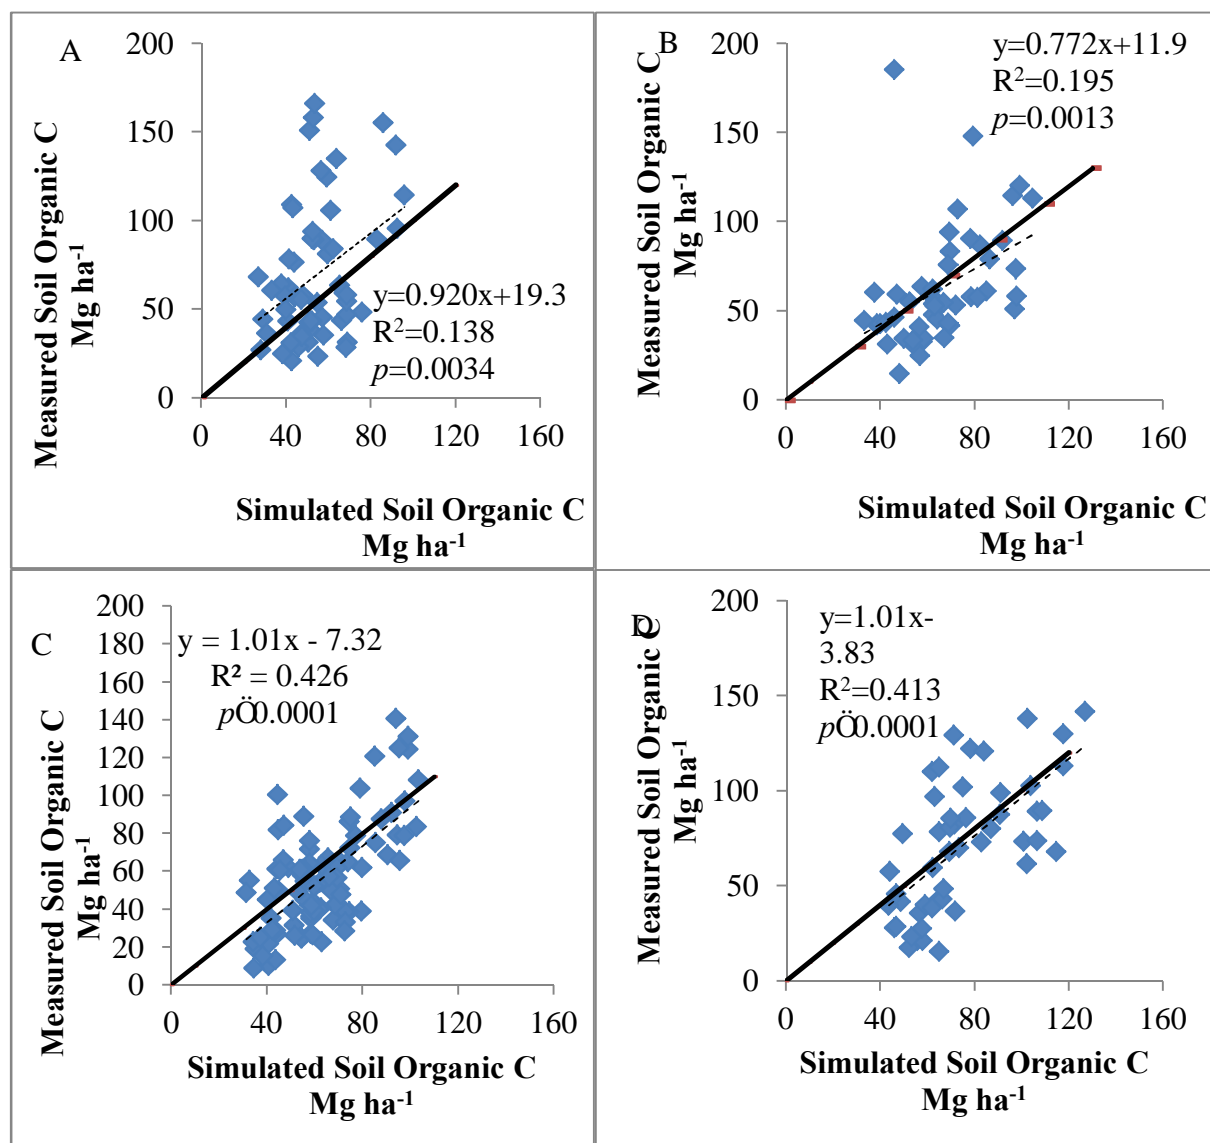 A
200
150
100
50
0
0
40
80
120
160
Measured Soil Organic C
Mg ha-1
y=0.920x+19.3
R2=0.138
p=0.0034
Simulated Soil Organic C
Mg ha-1
B
200
150
100
50
0
0
40
80
120
160
Measured Soil Organic C
Mg ha-1
y=0.772x+11.9
R2=0.195
p=0.0013
Simulated Soil Organic C
Mg ha-1
C
200
180
160
140
120
100
80
60
40
20
0
0
40
80
120
160
Measured Soil Organic C
Mg ha-1
y = 1.01x - 7.32
R² = 0.426
pÖ0.0001
Simulated Soil Organic C
Mg ha-1
D
200
150
100
50
0
0
40
80
120
160
Measured Soil Organic C
Mg ha-1
y=1.01x-
3.83
R2=0.413
pÖ0.0001
Simulated Soil Organic C
Mg ha-1